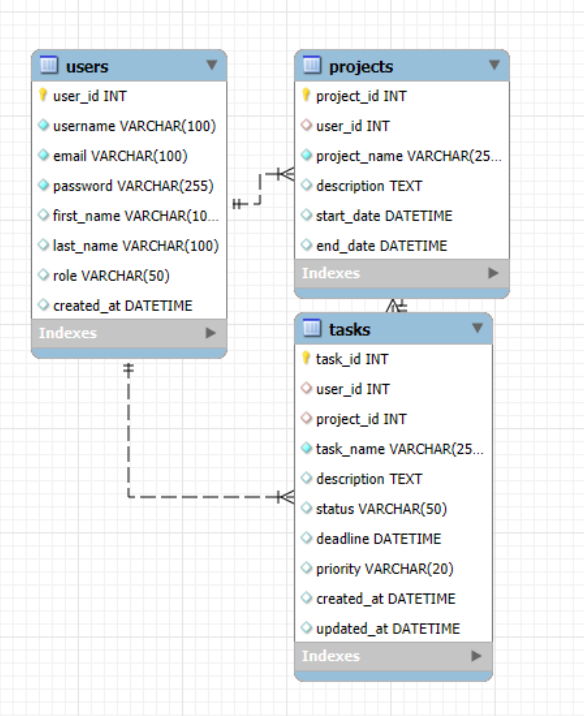 users
user_id INT
username VARCHAR(100)
email VARCHAR(100)
password VARCHAR(255)
first_name VARCHAR(10...
last_name VARCHAR(100)
role VARCHAR(50)
created_at DATETIME
Indexes
projects
project_id INT
user_id INT
project_name VARCHAR(25...
description TEXT
start_date DATETIME
end_date DATETIME
Indexes
tasks
task_id INT
user_id INT
project_id INT
task_name VARCHAR(25...
description TEXT
status VARCHAR(50)
deadline DATETIME
priority VARCHAR(20)
created_at DATETIME
updated_at DATETIME
Indexes